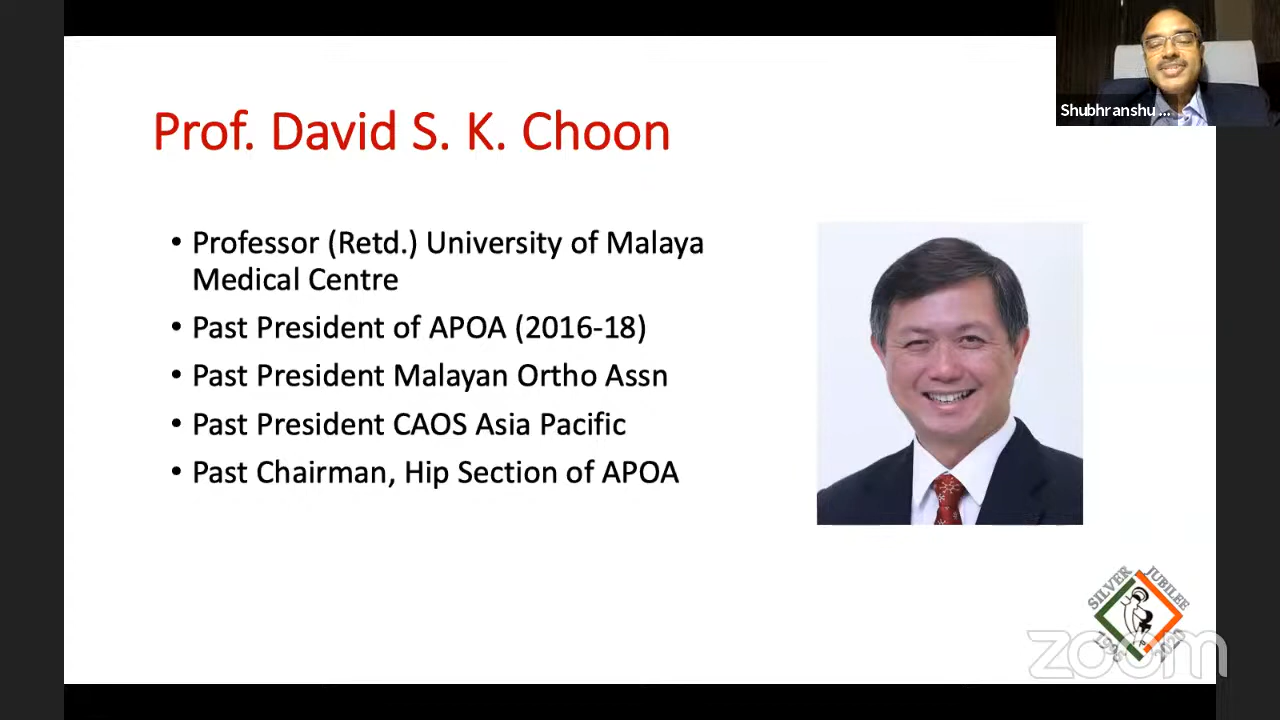 Shubhranshu ...
Prof. David S. K. Choon
• Professor (Retd.) University of Malaya
Medical Centre
• Past President of APOA (2016-18)
• Past President Malayan Ortho Assn
• Past President CAOS Asia Pacific
• Past Chairman, Hip Section of APOA
SILVER JUBILEE
zoom